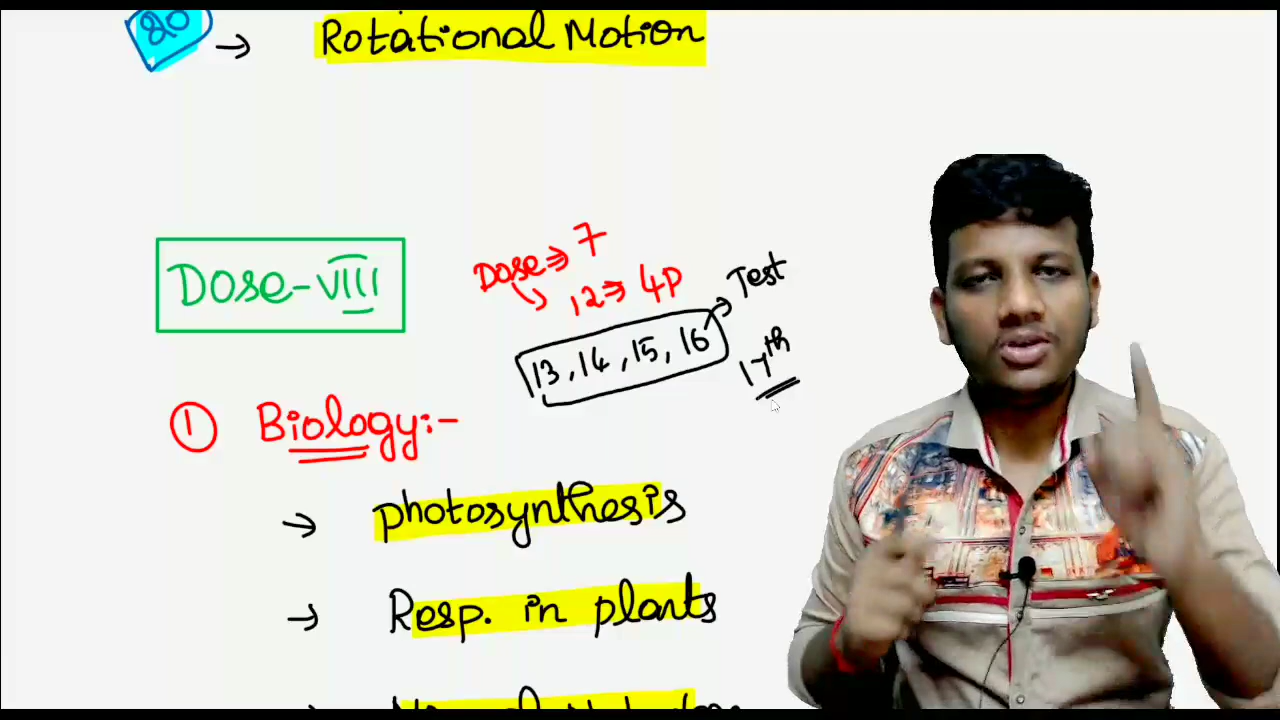 80 → Rotational Motion
Dose-VIII
Dose ⇒ 7
12 ⇒ 4P
13, 14, 15, 16 → Test
17th
① Biology:-
→ photosynthesis
→ Resp. in plants